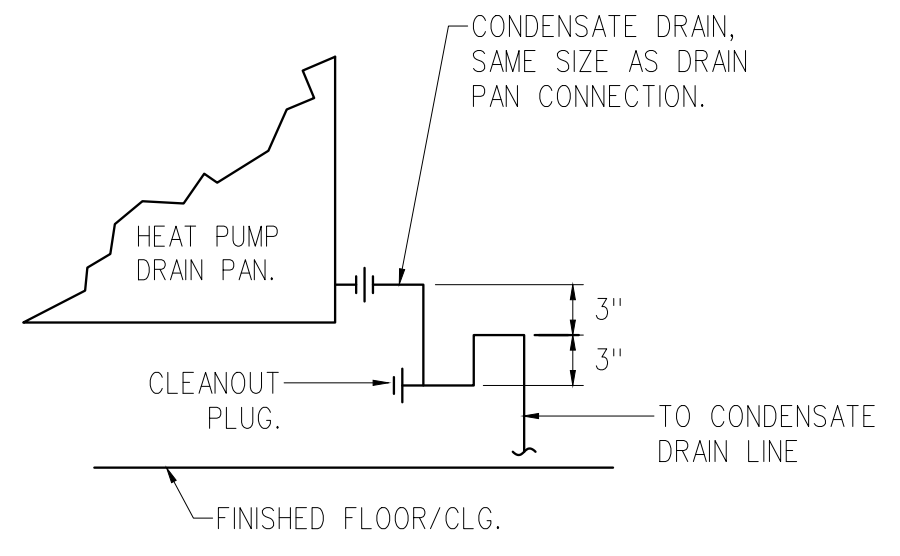 CONDENSATE DRAIN,
SAME SIZE AS DRAIN
PAN CONNECTION.
HEAT PUMP
DRAIN PAN.
3"
3"
CLEANOUT
PLUG.
TO CONDENSATE
DRAIN LINE
FINISHED FLOOR/CLG.